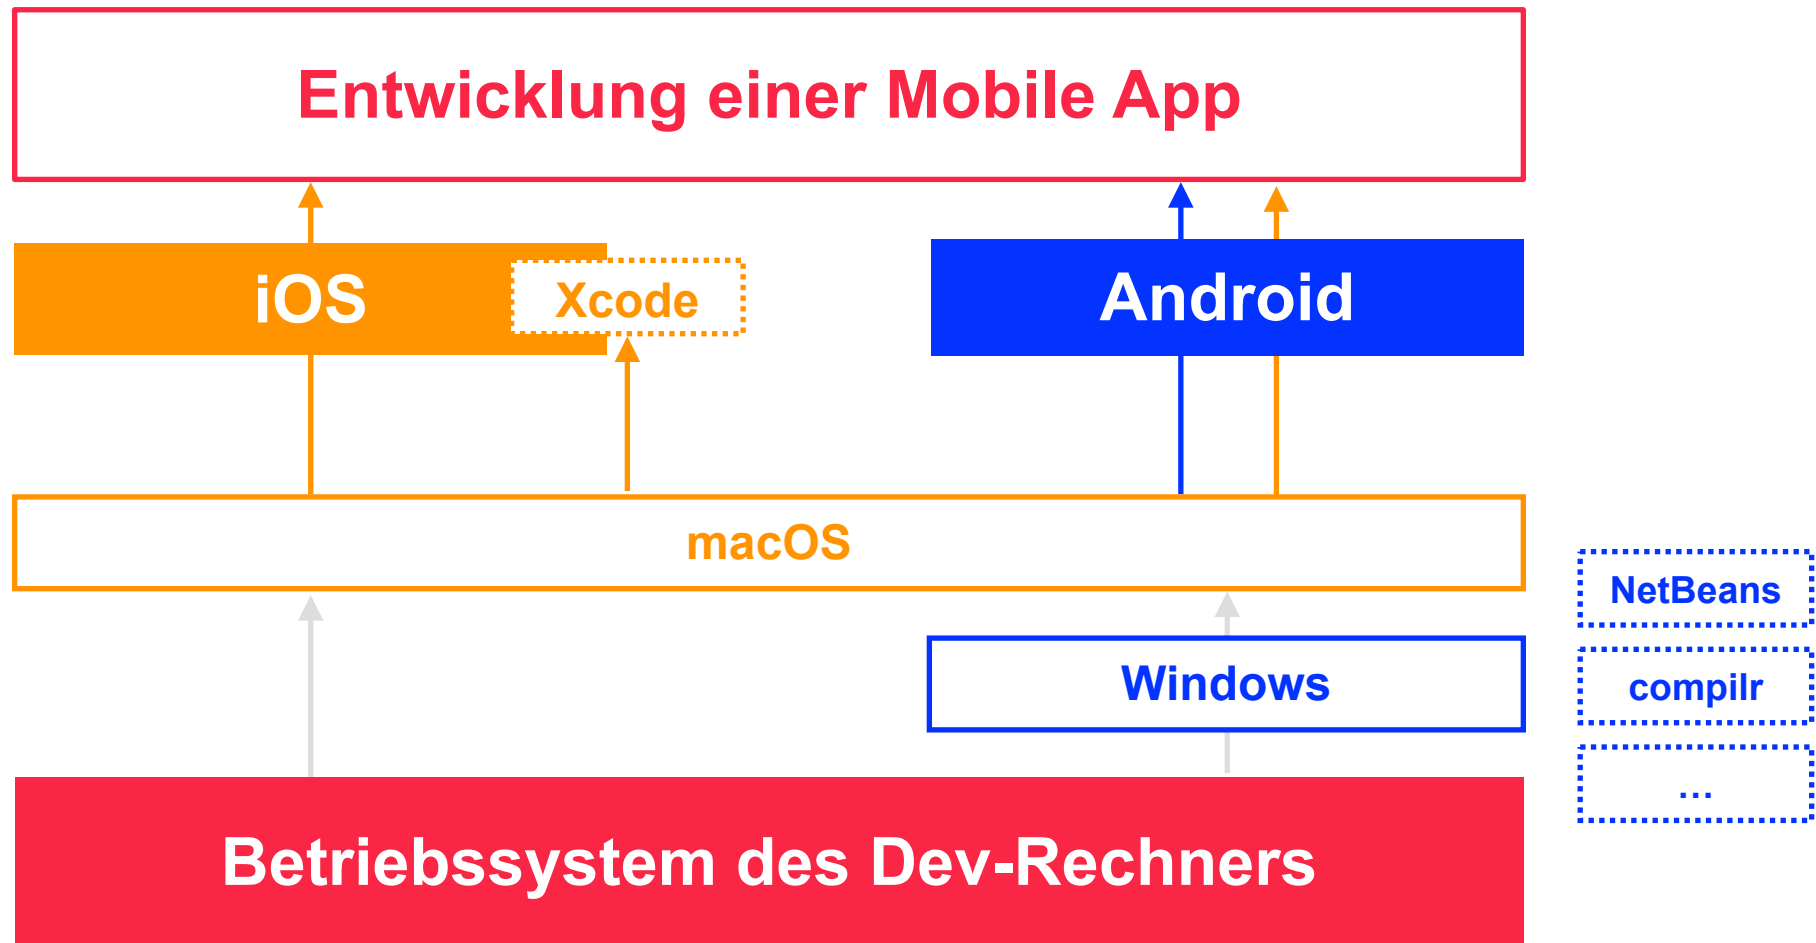 Entwicklung einer Mobile App
iOS
Xcode
Android
macOS
NetBeans
Windows
compilr
...
Betriebssystem des Dev-Rechners